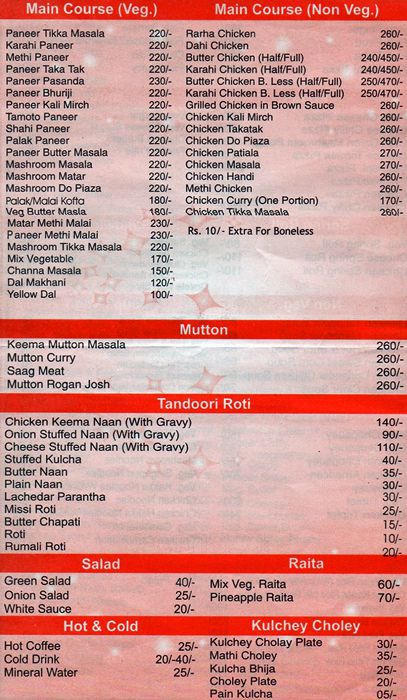 Main Course (Veg.)
Paneer Tikka Masala 220/-
Karahi Paneer 220/-
Methi Paneer 220/-
Paneer Taka Tak 220/-
Paneer Pasanda 230/-
Paneer Bhuriji 220/-
Paneer Kali Mirch 220/-
Tamoto Paneer 220/-
Shahi Paneer 220/-
Palak Paneer 220/-
Paneer Butter Masala 220/-
Mashroom Masala 220/-
Mashroom Matar 220/-
Mashroom Do Piaza 220/-
Palak/Malai Kofta 180/-
Veg Butter Masla 180/-
Matar Methi Malai 230/-
Paneer Methi Malai 230/-
Mashroom Tikka Masala 220/-
Mix Vegetable 170/-
Channa Masala 150/-
Dal Makhani 120/-
Yellow Dal 100/-
Main Course (Non Veg.)
Rarha Chicken 260/-
Dahi Chicken 260/-
Butter Chicken (Half/Full) 240/450/-
Karahi Chicken (Half/Full) 240/450/-
Butter Chicken B. Less (Half/Full) 250/470/-
Karahi Chicken B. Less (Half/Full) 250/470/-
Grilled Chicken in Brown Sauce 260/-
Chicken Kali Mirch 260/-
Chicken Takatak 260/-
Chicken Do Piaza 260/-
Chicken Patiala 270/-
Chicken Masala 270/-
Chicken Handi 260/-
Methi Chicken 260/-
Chicken Curry (One Portion) 170/-
Chicken Tikka Masala 260/-
Rs. 10/- Extra For Boneless
Mutton
Keema Mutton Masala 260/-
Mutton Curry 260/-
Saag Meat 260/-
Mutton Rogan Josh 260/-
Tandoori Roti
Chicken Keema Naan (With Gravy) 140/-
Onion Stuffed Naan (With Gravy) 90/-
Cheese Stuffed Naan (With Gravy) 110/-
Stuffed Kulcha 40/-
Butter Naan 35/-
Plain Naan 30/-
Lachedar Parantha 30/-
Missi Roti 25/-
Butter Chapati 15/-
Roti 10/-
Rumali Roti 20/-
Salad
Green Salad 40/-
Onion Salad 25/-
White Sauce 20/-
Raita
Mix Veg. Raita 60/-
Pineapple Raita 70/-
Hot & Cold
Hot Coffee 25/-
Cold Drink 20/-40/-
Mineral Water 25/-
Kulchey Choley
Kulchey Cholay Plate 30/-
Mathi Choley 35/-
Kulcha Bhija 25/-
Choley Plate 20/-
Pain Kulcha 05/-